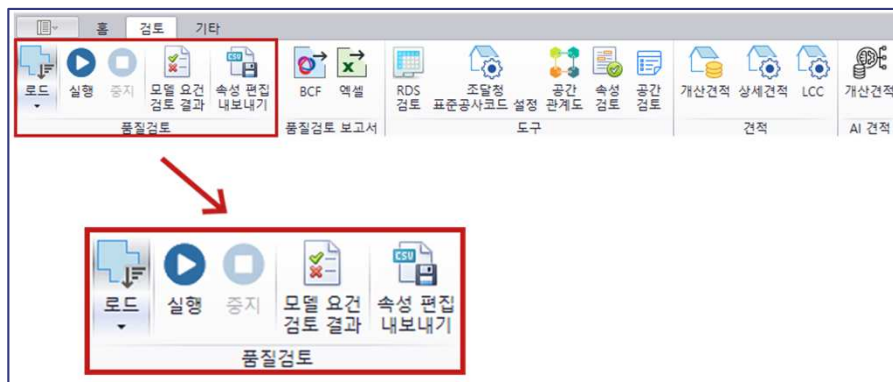 홈 검토 기타
로드 실행 중지 모델 요건 검토 결과 CSV 속성 편집 내보내기
품질검토
BCF X 엑셀
품질검토 보고서
RDS 검토 조달청 표준공사코드 설정 공간 관계도 속성 검토 공간 검토
도구
개산견적 상세견적 LCC
견적
개산견적
AI 견적
로드 실행 중지 모델 요건 검토 결과 CSV 속성 편집 내보내기
품질검토